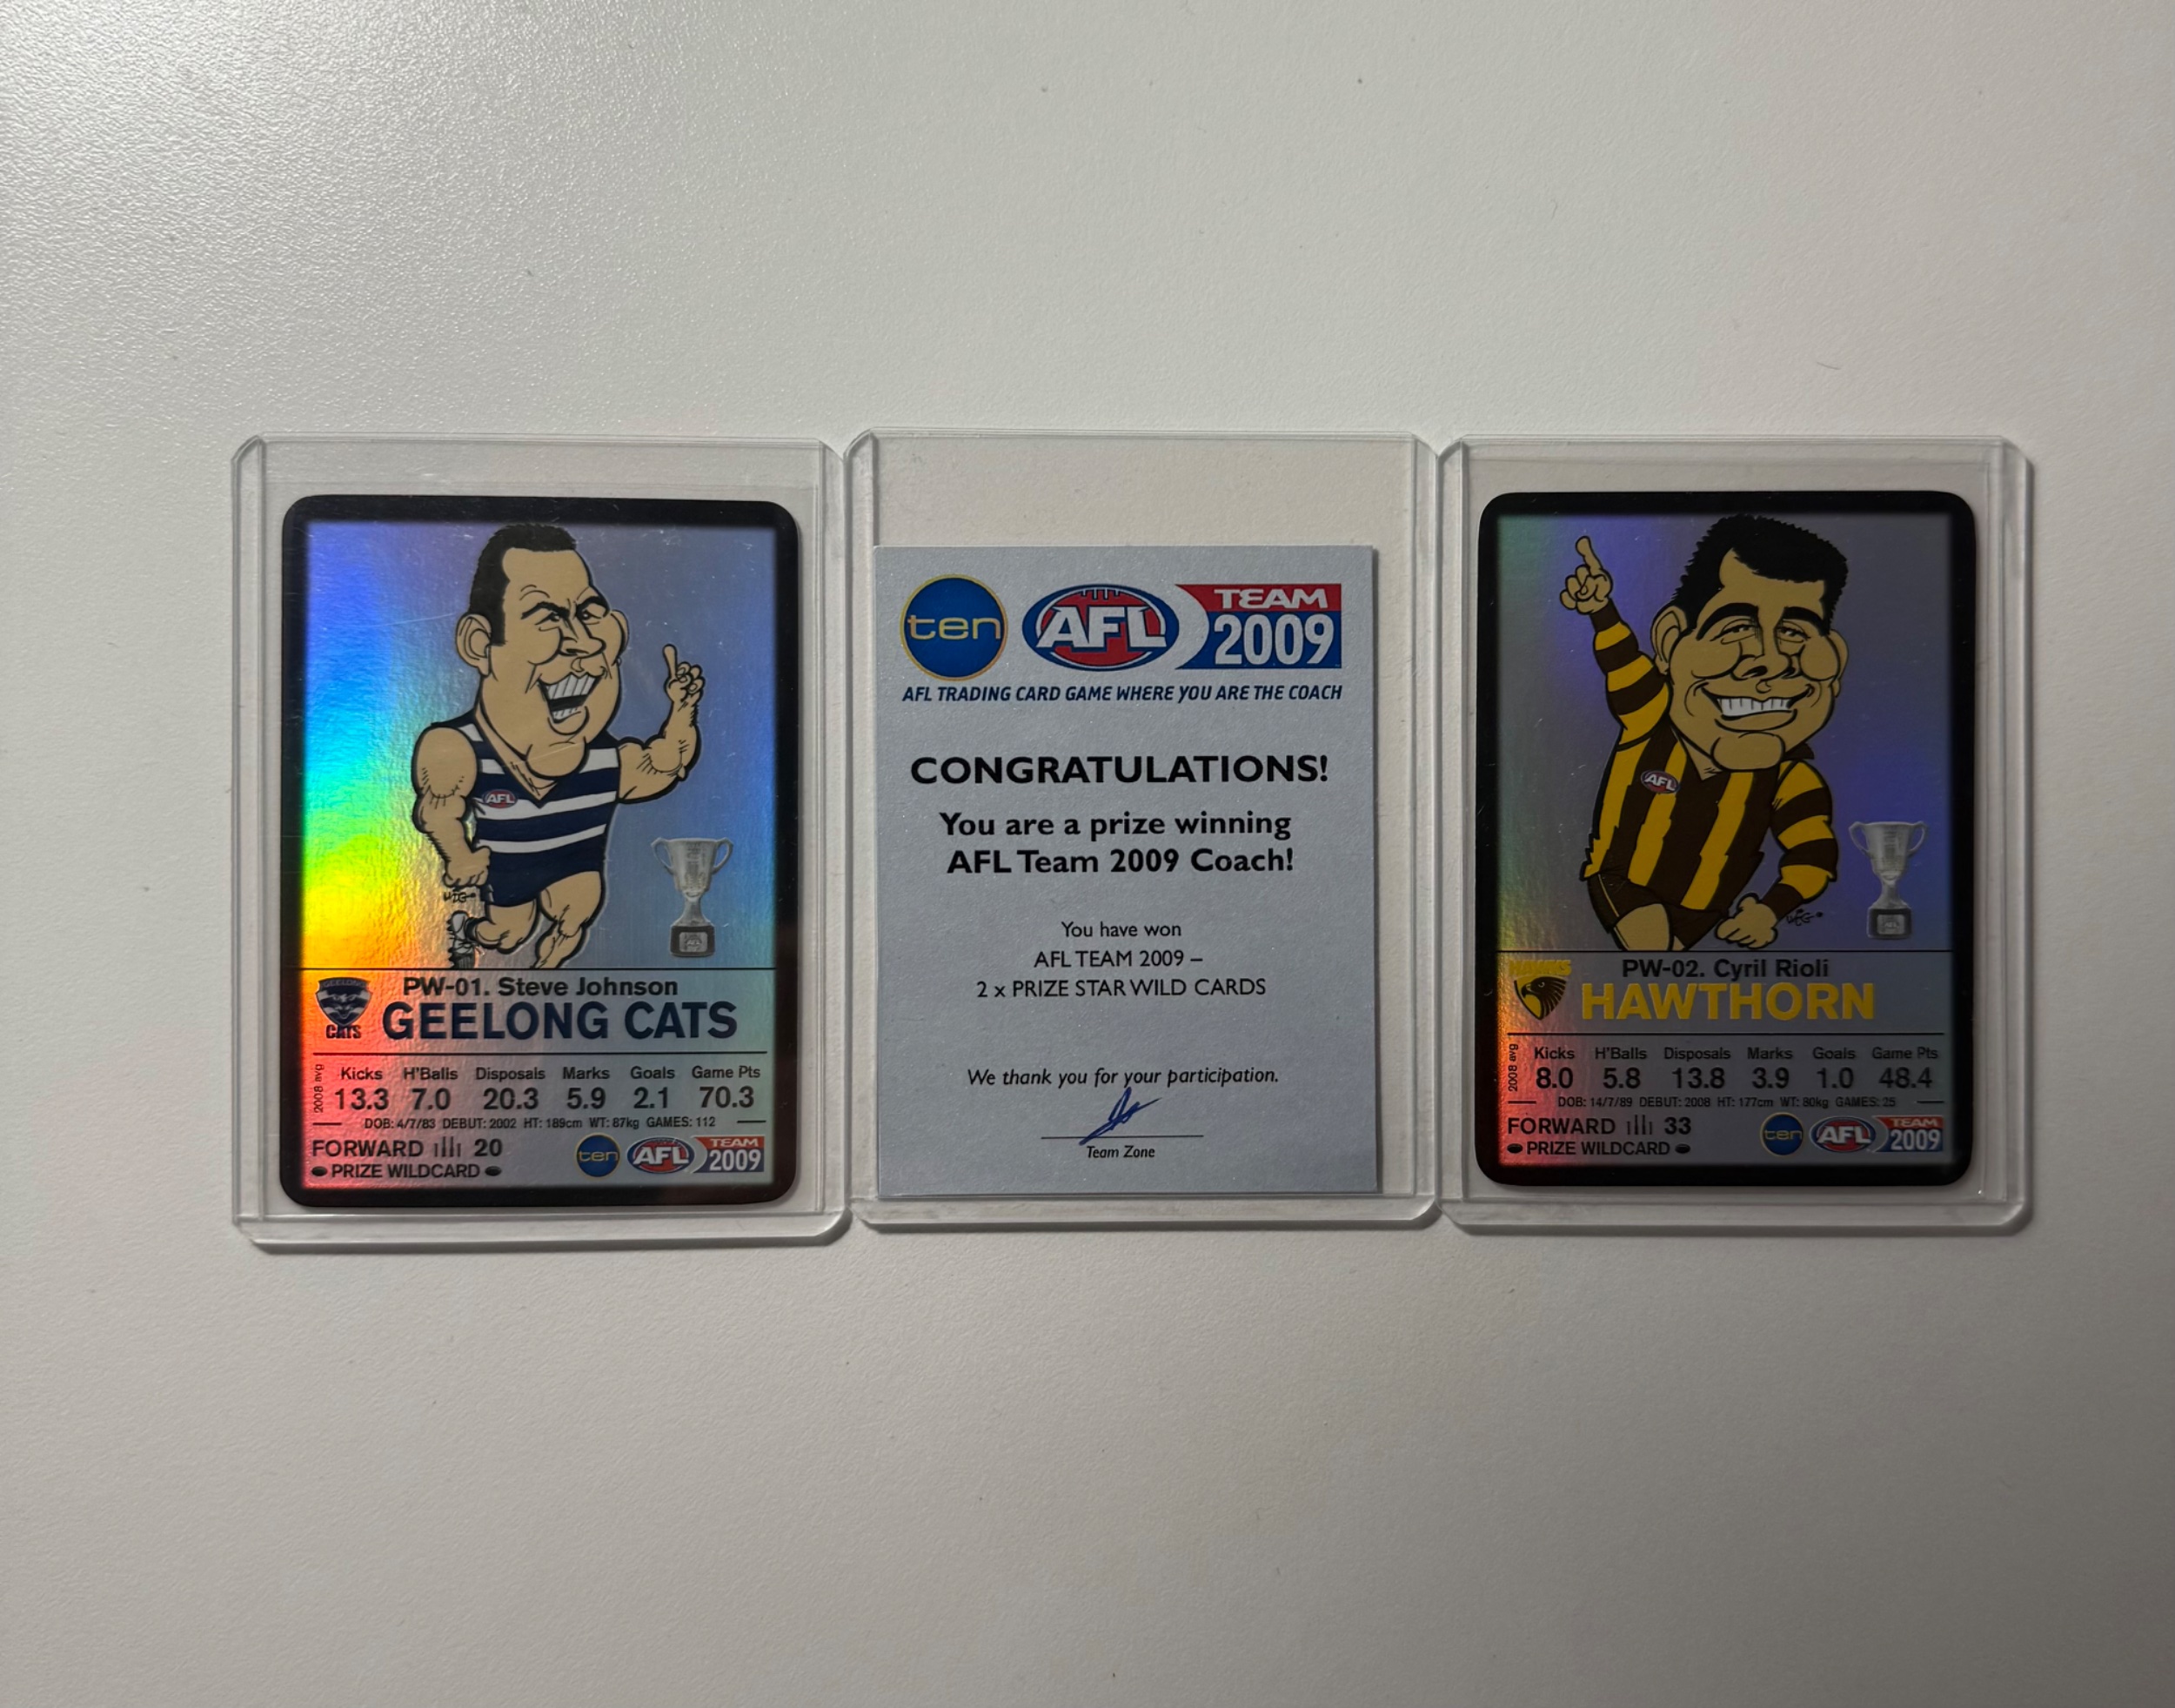 AFL
WEG
GEELONG
CATS
PW-01. Steve Johnson
GEELONG CATS
2008 avg
Kicks H'Balls Disposals Marks Goals Game Pts
13.3 7.0 20.3 5.9 2.1 70.3
DOB: 4/7/83 DEBUT: 2002 HT: 189cm WT: 87kg GAMES: 112
FORWARD 20
PRIZE WILDCARD
ten AFL TEAM 2009
ten AFL TEAM
2009
AFL TRADING CARD GAME WHERE YOU ARE THE COACH
CONGRATULATIONS!
You are a prize winning
AFL Team 2009 Coach!
You have won
AFL TEAM 2009 –
2 x PRIZE STAR WILD CARDS
We thank you for your participation.
Team Zone
AFL
WEG
HAWKS
PW-02. Cyril Rioli
HAWTHORN
2008 avg
Kicks H'Balls Disposals Marks Goals Game Pts
8.0 5.8 13.8 3.9 1.0 48.4
DOB: 14/7/89 DEBUT: 2008 HT: 177cm WT: 80kg GAMES: 25
FORWARD 33
PRIZE WILDCARD
ten AFL TEAM 2009